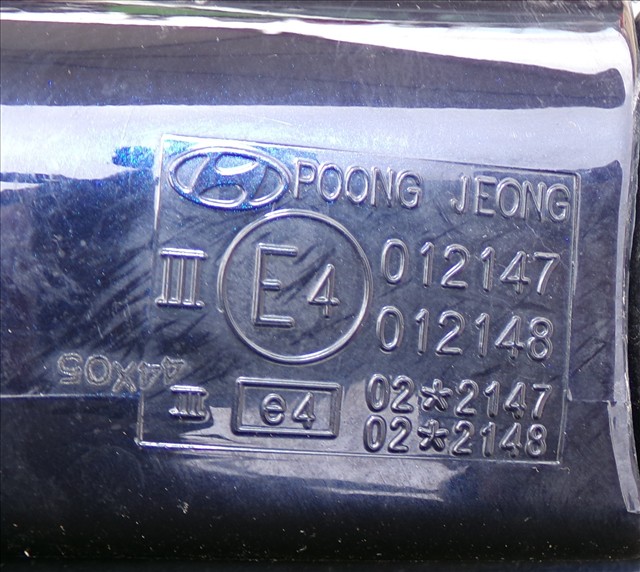 POONG JEONG
III E4 012147
012148
44X05
III e4 02*2147
02*2148